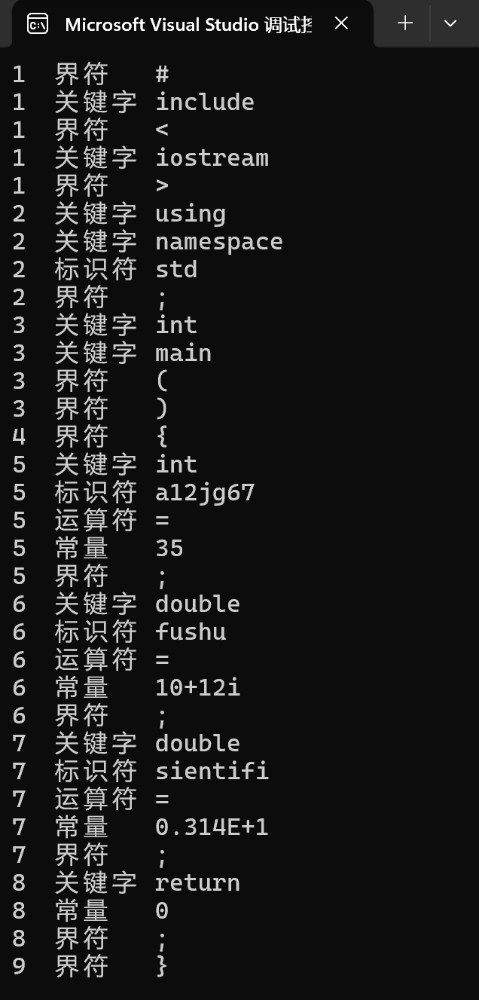 Microsoft Visual Studio 调试
1 界符 #
1 关键字 include
1 界符 <
1 关键字 iostream
1 界符 >
2 关键字 using
2 关键字 namespace
2 标识符 std
2 界符 ;
3 关键字 int
3 关键字 main
3 界符 (
3 界符 )
4 界符 {
5 关键字 int
5 标识符 a12jg67
5 运算符 =
5 常量 35
5 界符 ;
6 关键字 double
6 标识符 fushu
6 运算符 =
6 常量 10+12i
6 界符 ;
7 关键字 double
7 标识符 sientifi
7 运算符 =
7 常量 0.314E+1
7 界符 ;
8 关键字 return
8 常量 0
8 界符 ;
9 界符 }